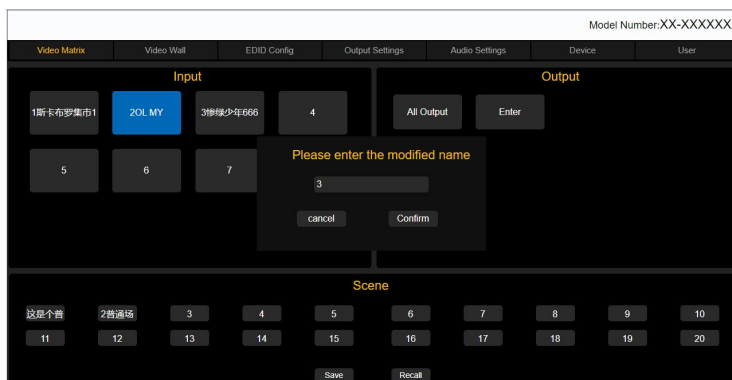 Model Number:XX-XXXXXX
Video Matrix Video Wall EDID Config Output Settings Audio Settings Device User
Input
Output
1斯卡布罗集市1 2OL MY 3惨绿少年666 4
All Output Enter
5 6 7
Please enter the modified name
3
cancel Confirm
Scene
这是个普 2普通场 3 4 5 6 7 8 9 10
11 12 13 14 15 16 17 18 19 20
Save Recall